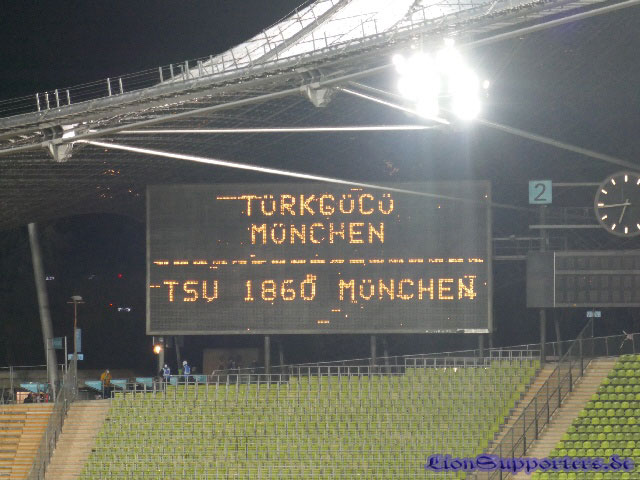 2
TÜRKGÜCÜ
MÜNCHEN
TSV 1860 MÜNCHEN
LionSupporters.de